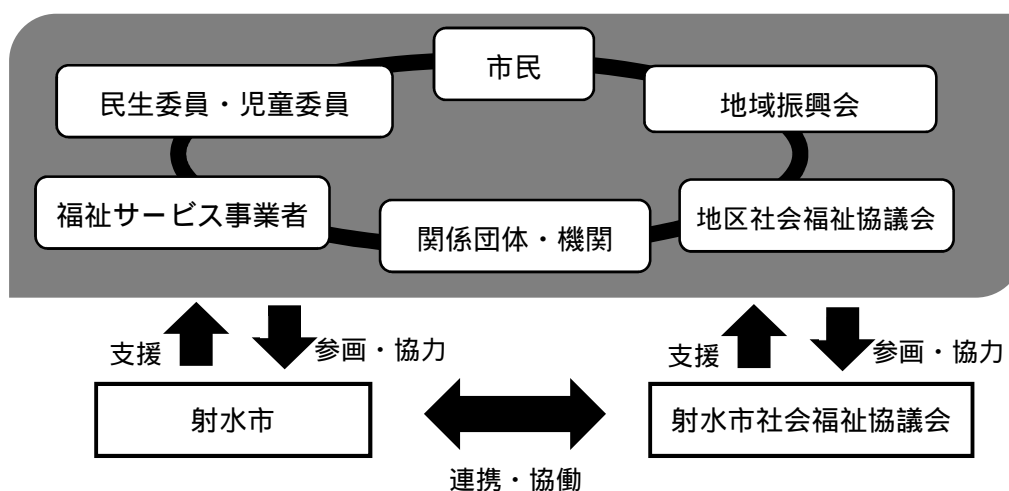 市民
民生委員・児童委員
地域振興会
福祉サービス事業者
関係団体・機関
地区社会福祉協議会
支援
参画・協力
支援
参画・協力
射水市
射水市社会福祉協議会
連携・協働